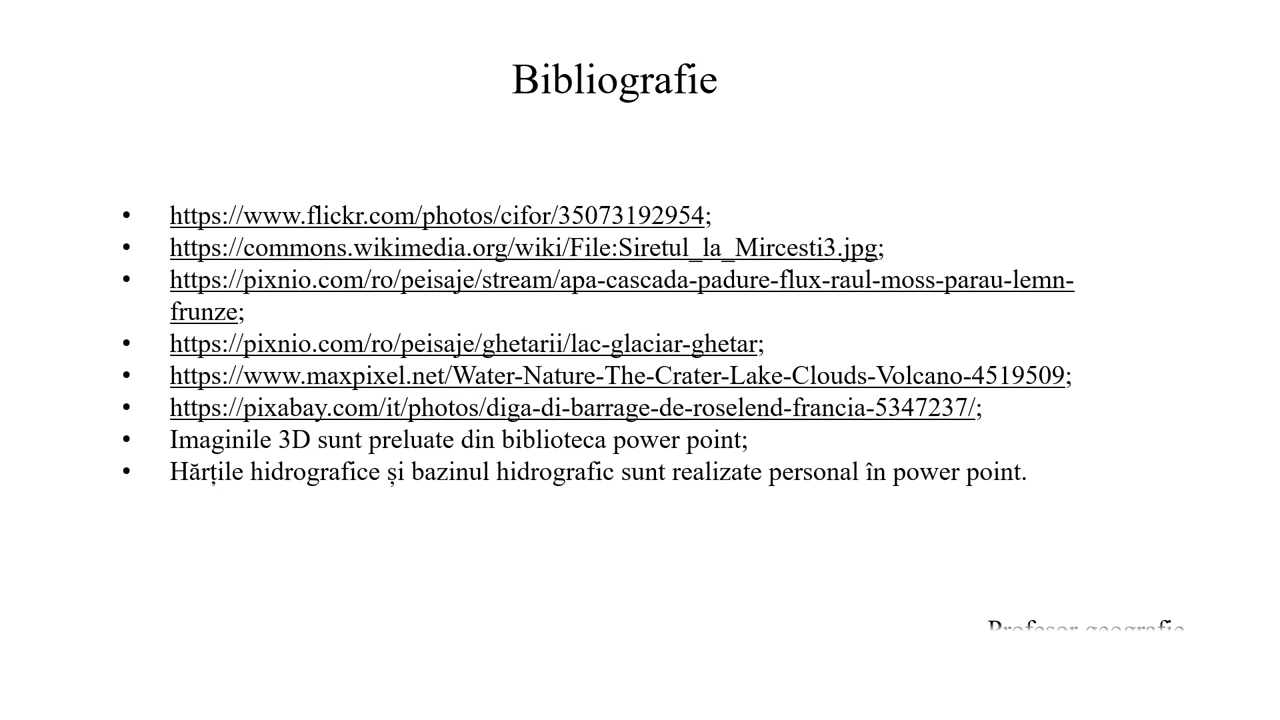 Bibliografie
• https://www.flickr.com/photos/cifor/35073192954;
• https://commons.wikimedia.org/wiki/File:Siretul_la_Mircesti3.jpg;
• https://pixnio.com/ro/peisaje/stream/apa-cascada-padure-flux-raul-moss-parau-lemn-
frunze;
• https://pixnio.com/ro/peisaje/ghetarii/lac-glaciar-ghetar;
• https://www.maxpixel.net/Water-Nature-The-Crater-Lake-Clouds-Volcano-4519509;
• https://pixabay.com/it/photos/diga-di-barrage-de-roselend-francia-5347237/;
• Imaginile 3D sunt preluate din biblioteca power point;
• Hărțile hidrografice și bazinul hidrografic sunt realizate personal în power point.
Profesor geografie